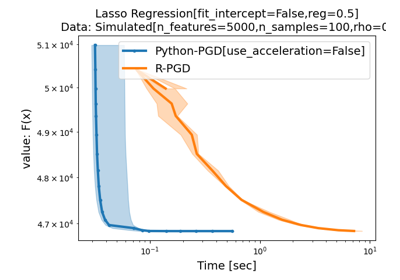 Lasso Regression[fit_intercept=False,reg=0.5]
Data: Simulated[n_features=5000,n_samples=100,rho=0
Python-PGD[use_acceleration=False]
R-PGD
value: F(x)
5.1 × 10⁴
5 × 10⁴
4.9 × 10⁴
4.8 × 10⁴
4.7 × 10⁴
10⁻¹ 10⁰ 10¹
Time [sec]